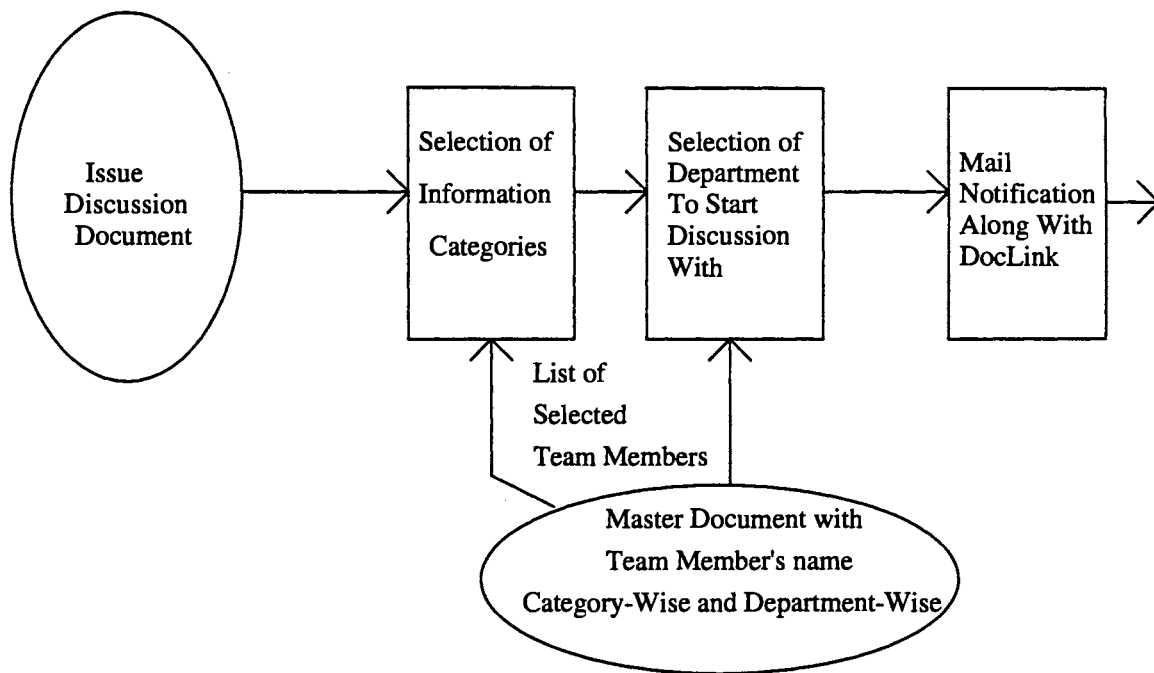 Issue
Discussion
Document
Selection of
Information
Categories
Selection of
Department
To Start
Discussion
With
Mail
Notification
Along With
DocLink
List of
Selected
Team Members
Master Document with
Team Member's name
Category-Wise and Department-Wise